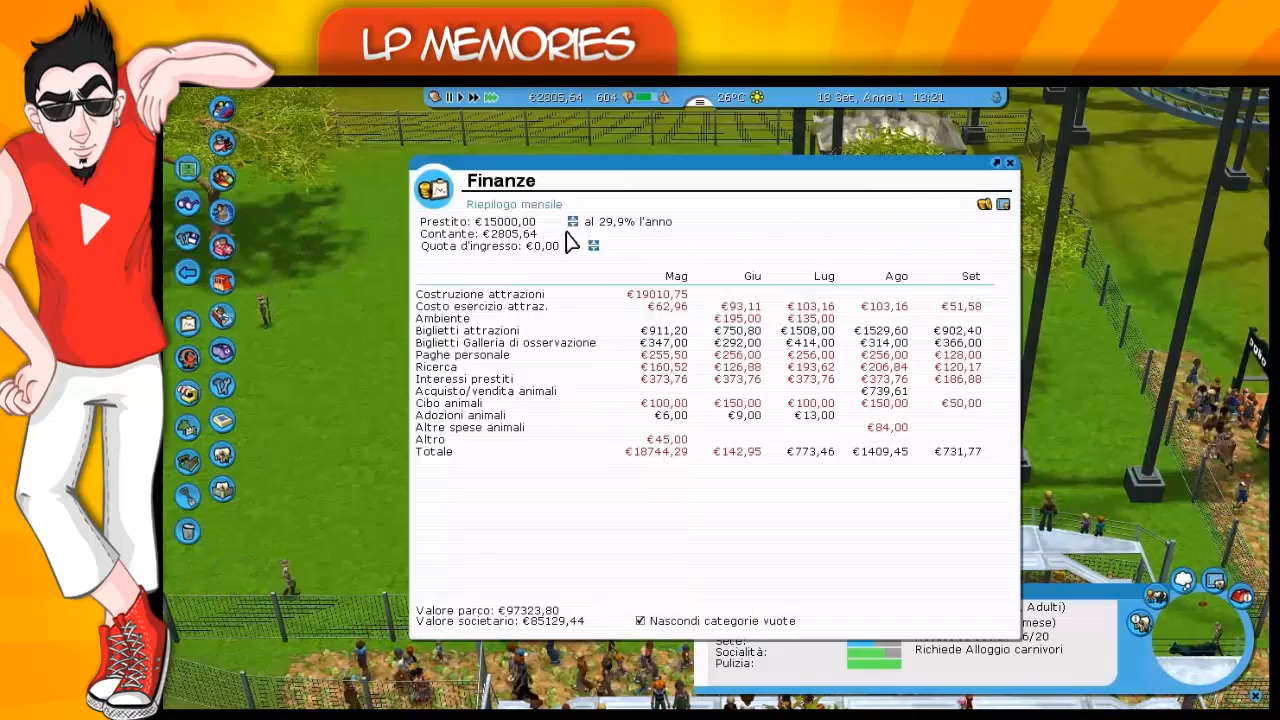 LP MEMORIES
€2805,64 604 26°C 18 Set, Anno 1 13:21
Finanze
Riepilogo mensile
Prestito: €15000,00 al 29,9% l'anno
Contante: €2805,64
Quota d'ingresso: €0,00
Mag Giu Lug Ago Set
Costruzione attrazioni €19010,75
Costo esercizio attraz. €62,96 €93,11 €103,16 €103,16 €51,58
Ambiente €195,00 €135,00
Biglietti attrazioni €911,20 €750,80 €1508,00 €1529,60 €902,40
Biglietti Galleria di osservazione €347,00 €292,00 €414,00 €314,00 €366,00
Paghe personale €255,50 €256,00 €256,00 €256,00 €128,00
Ricerca €160,52 €126,88 €193,62 €206,84 €120,17
Interessi prestiti €373,76 €373,76 €373,76 €373,76 €186,88
Acquisto/vendita animali €739,61
Cibo animali €100,00 €150,00 €100,00 €150,00 €50,00
Adozioni animali €6,00 €9,00 €13,00
Altre spese animali €84,00
Altro €45,00
Totale €18744,29 €142,95 €773,46 €1409,45 €731,77
Valore parco: €97323,80
Valore societario: €85129,44 Nascondi categorie vuote
Adulti)
mese)
6/20
Socialità: Richiede Alloggio carnivori
Pulizia: